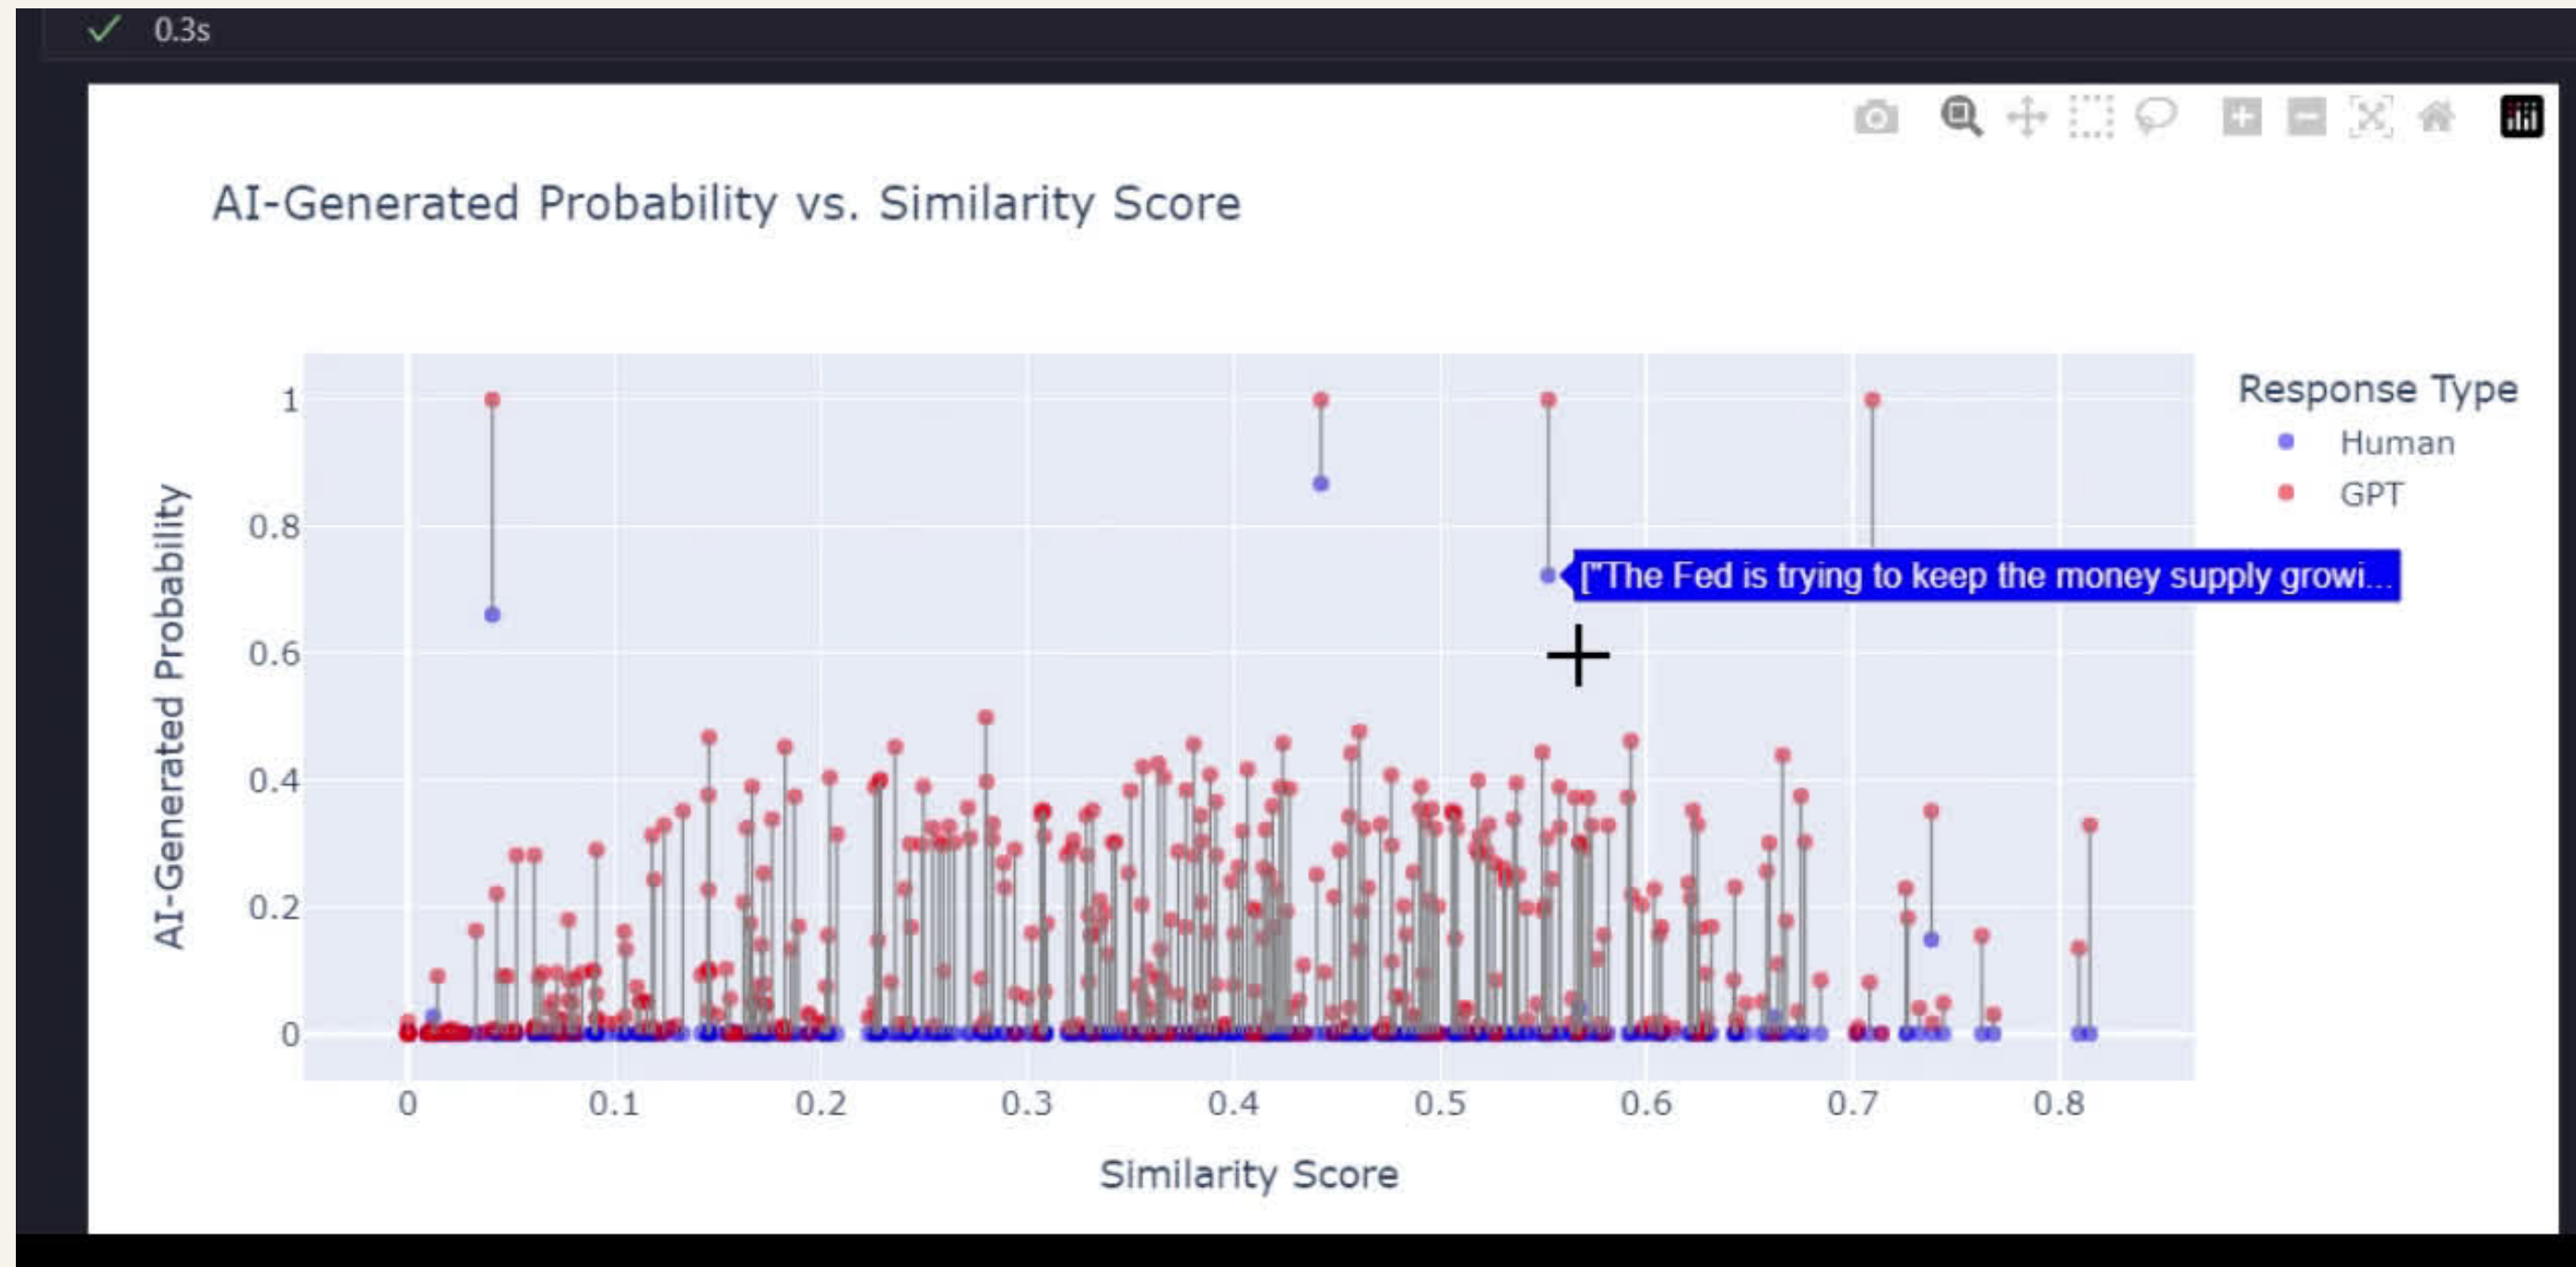 0.3s
AI-Generated Probability vs. Similarity Score
Response Type
Human
GPT
["The Fed is trying to keep the money supply growi...
AI-Generated Probability
1
0.8
0.6
0.4
0.2
0
0 0.1 0.2 0.3 0.4 0.5 0.6 0.7 0.8
Similarity Score